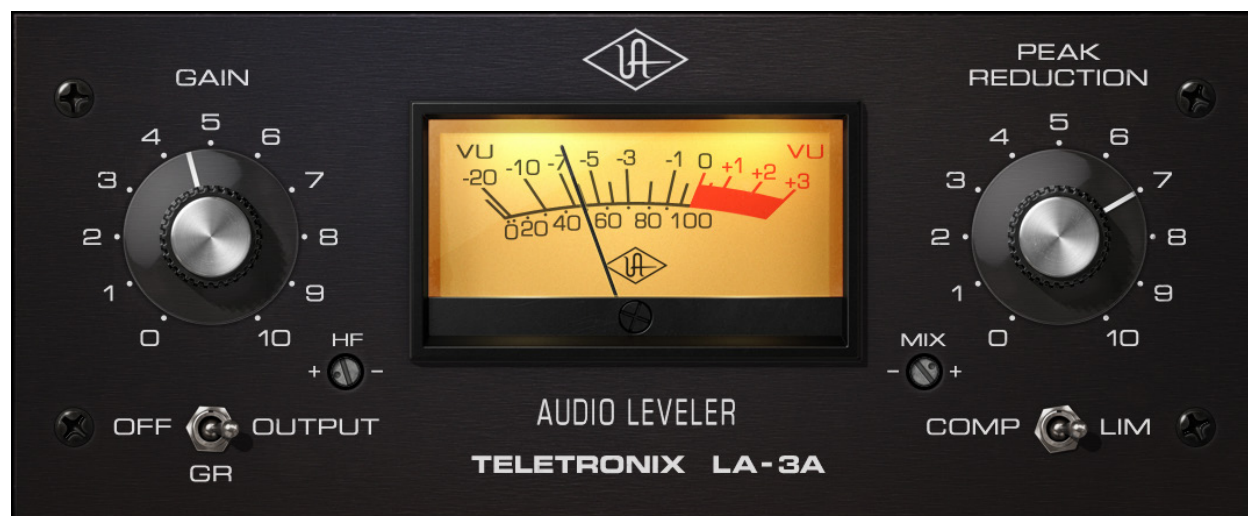 GAIN
0 1 2 3 4 5 6 7 8 9 10
HF
+ -
OFF OUTPUT
GR
UA
VU VU
-20 -10 -7 -5 -3 -1 0 +1 +2 +3
0 20 40 60 80 100
UA
AUDIO LEVELER
TELETRONIX LA-3A
PEAK
REDUCTION
0 1 2 3 4 5 6 7 8 9 10
MIX
- +
COMP LIM